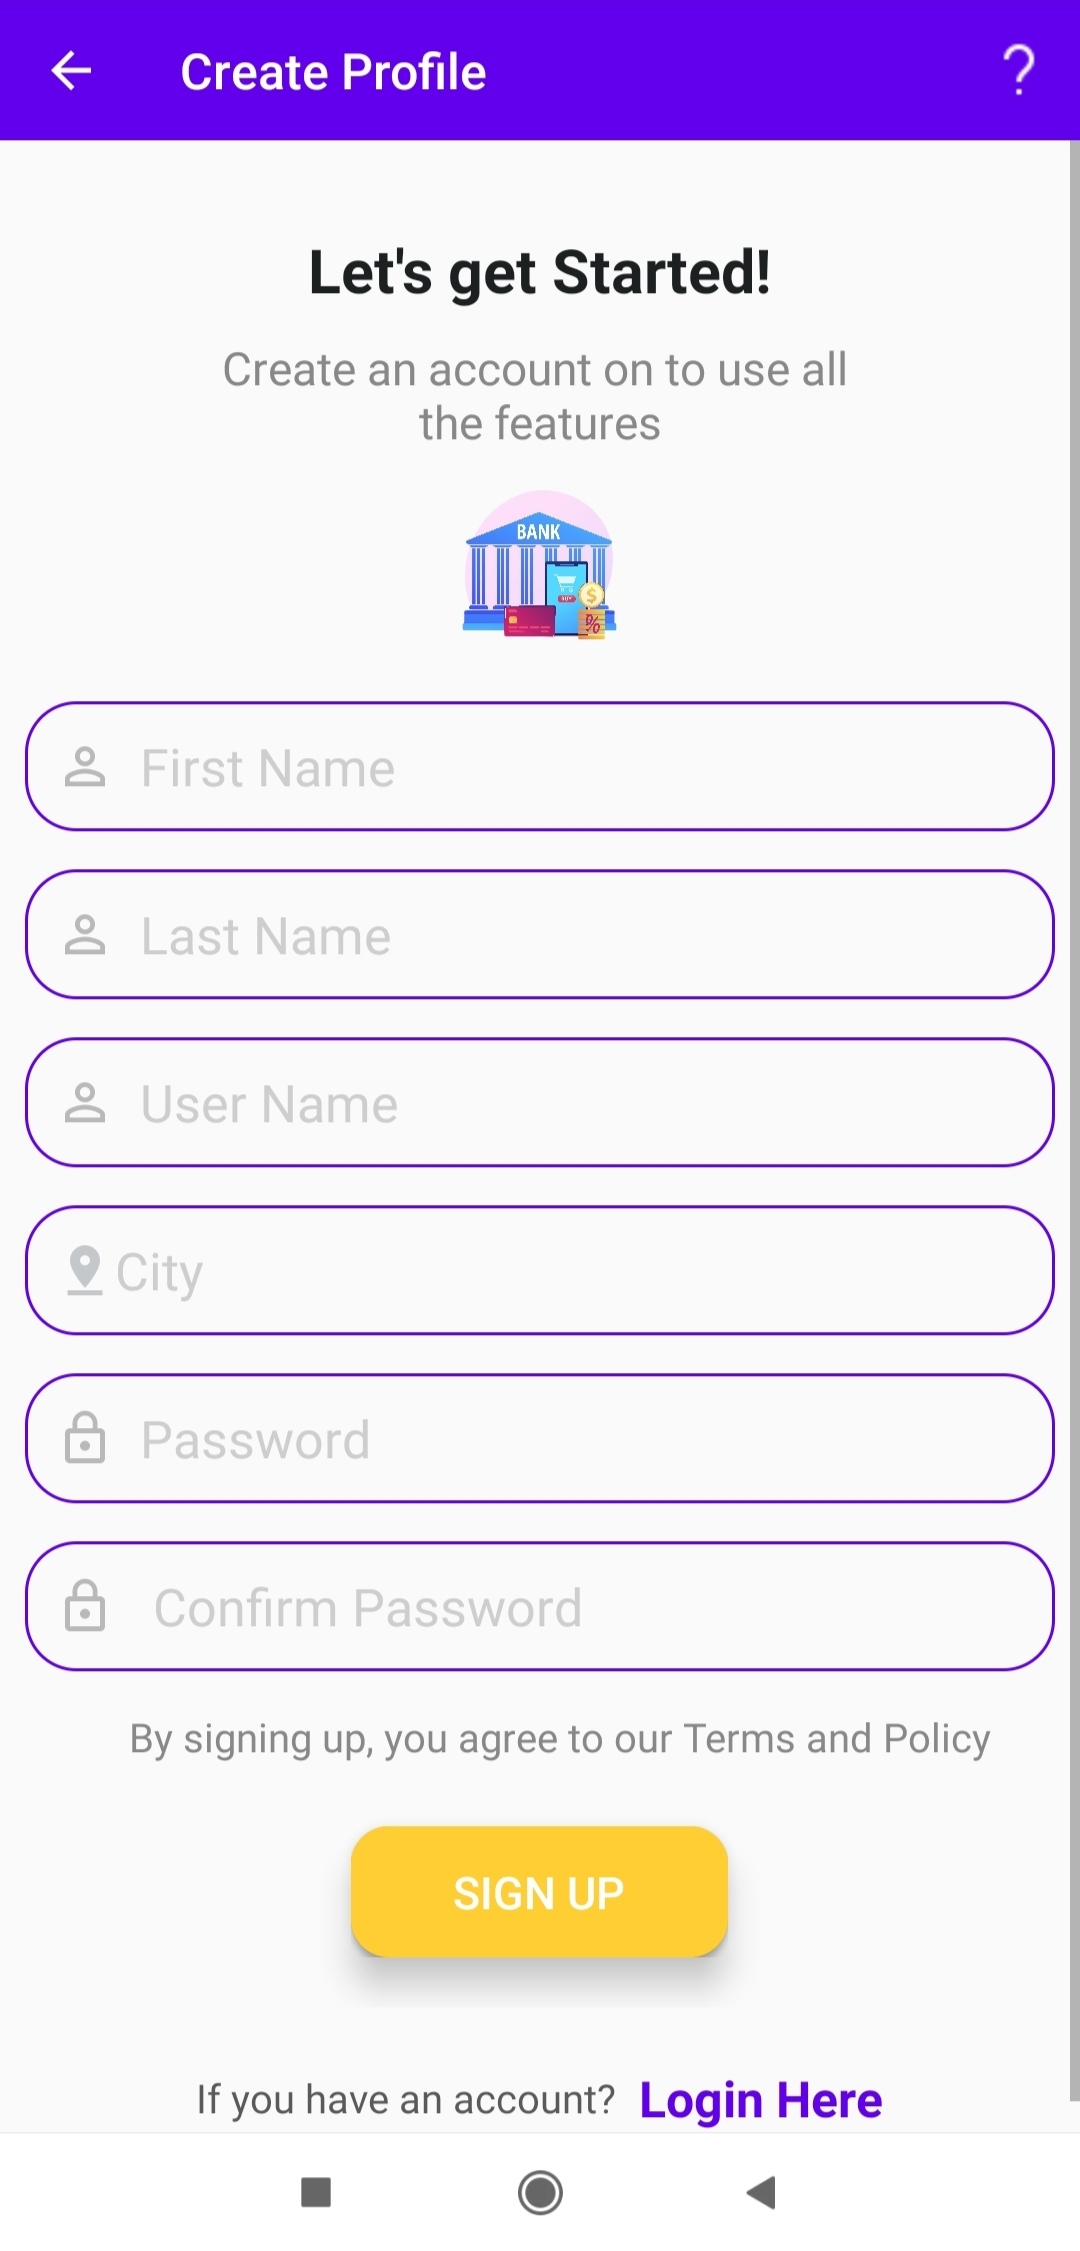 Create Profile
?
Let's get Started!
Create an account on to use all
the features
BANK
BUY
$
%
First Name
Last Name
User Name
City
Password
Confirm Password
By signing up, you agree to our Terms and Policy
SIGN UP
If you have an account? Login Here